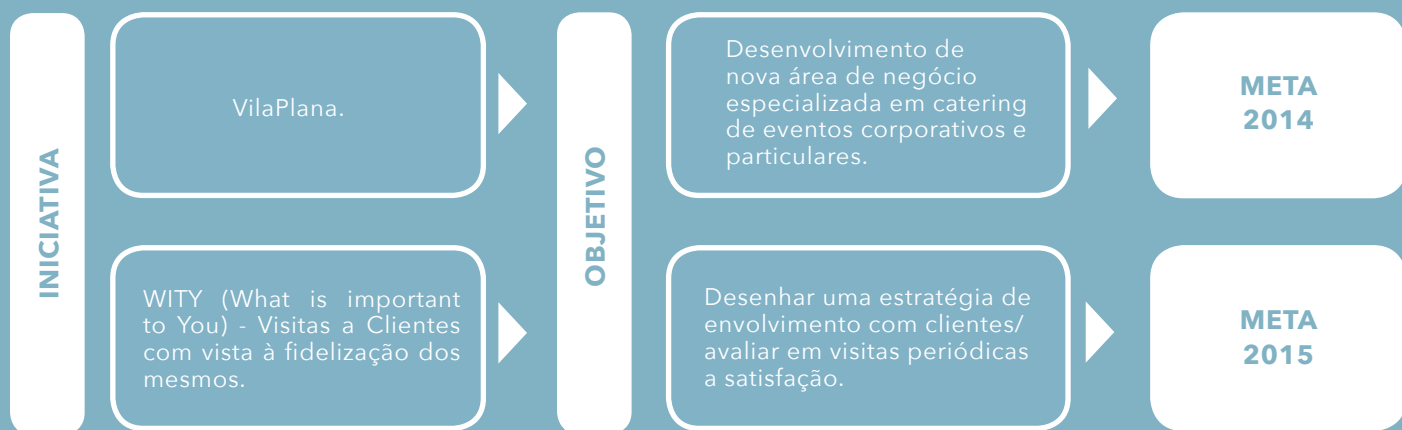 INICIATIVA
VilaPlana.
OBJETIVO
Desenvolvimento de
nova área de negócio
especializada em catering
de eventos corporativos e
particulares.
META
2014
WITY (What is important
to You) - Visitas a Clientes
com vista à fidelização dos
mesmos.
Desenhar uma estratégia de
envolvimento com clientes/
avaliar em visitas periódicas
a satisfação.
META
2015